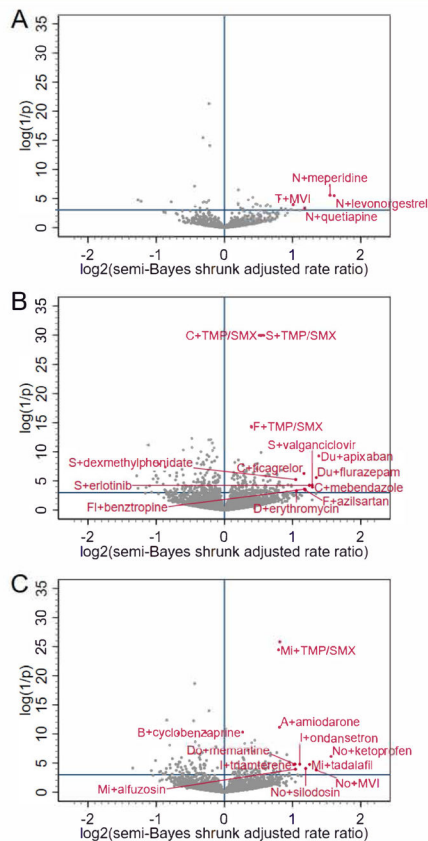 A
35
30
25
20
15
10
5
0
log(1/p)
N+meperidine
T+MVI
N+levonorgestrel
N+quetiapine
-2 -1 0 1 2
log2(semi-Bayes shrunk adjusted rate ratio)
B
35
30
25
20
15
10
5
0
log(1/p)
C+TMP/SMX S+TMP/SMX
F+TMP/SMX
S+valganciclovir
S+dexmethylphenidate
C+ticagrelor
Du+apixaban
Du+flurazepam
S+erlotinib
C+mebendazole
Fl+benztropine
F+azilsartan
D+erythromycin
-2 -1 0 1 2
log2(semi-Bayes shrunk adjusted rate ratio)
C
35
30
25
20
15
10
5
0
log(1/p)
Mi+TMP/SMX
A+amiodarone
B+cyclobenzaprine
I+ondansetron
Do+memantine
No+ketoprofen
I+triamterene
Mi+tadalafil
Mi+alfuzosin
No+MVI
No+silodosin
-2 -1 0 1 2
log2(semi-Bayes shrunk adjusted rate ratio)